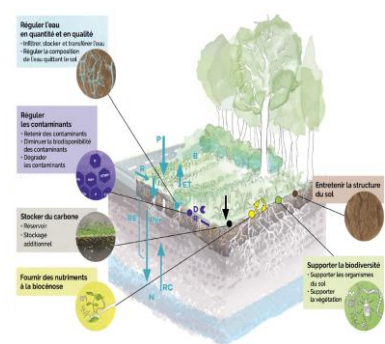 Réguler l'eau
en quantité et en qualité
• Infiltrer, stocker et transférer l'eau
• Réguler la composition
de l'eau quittant le sol
Réguler
les contaminants
• Retenir des contaminants
• Diminuer la biodisponibilité
des contaminants
• Dégrader
les contaminants
Stocker du carbone
• Réservoir
• Stockage
additionnel
Fournir des nutriments
à la biocénose
Entretenir la structure
du sol
Supporter la biodiversité
• Supporter les organismes
du sol
• Supporter
la végétation
P
E
R
ET
D
RC
N